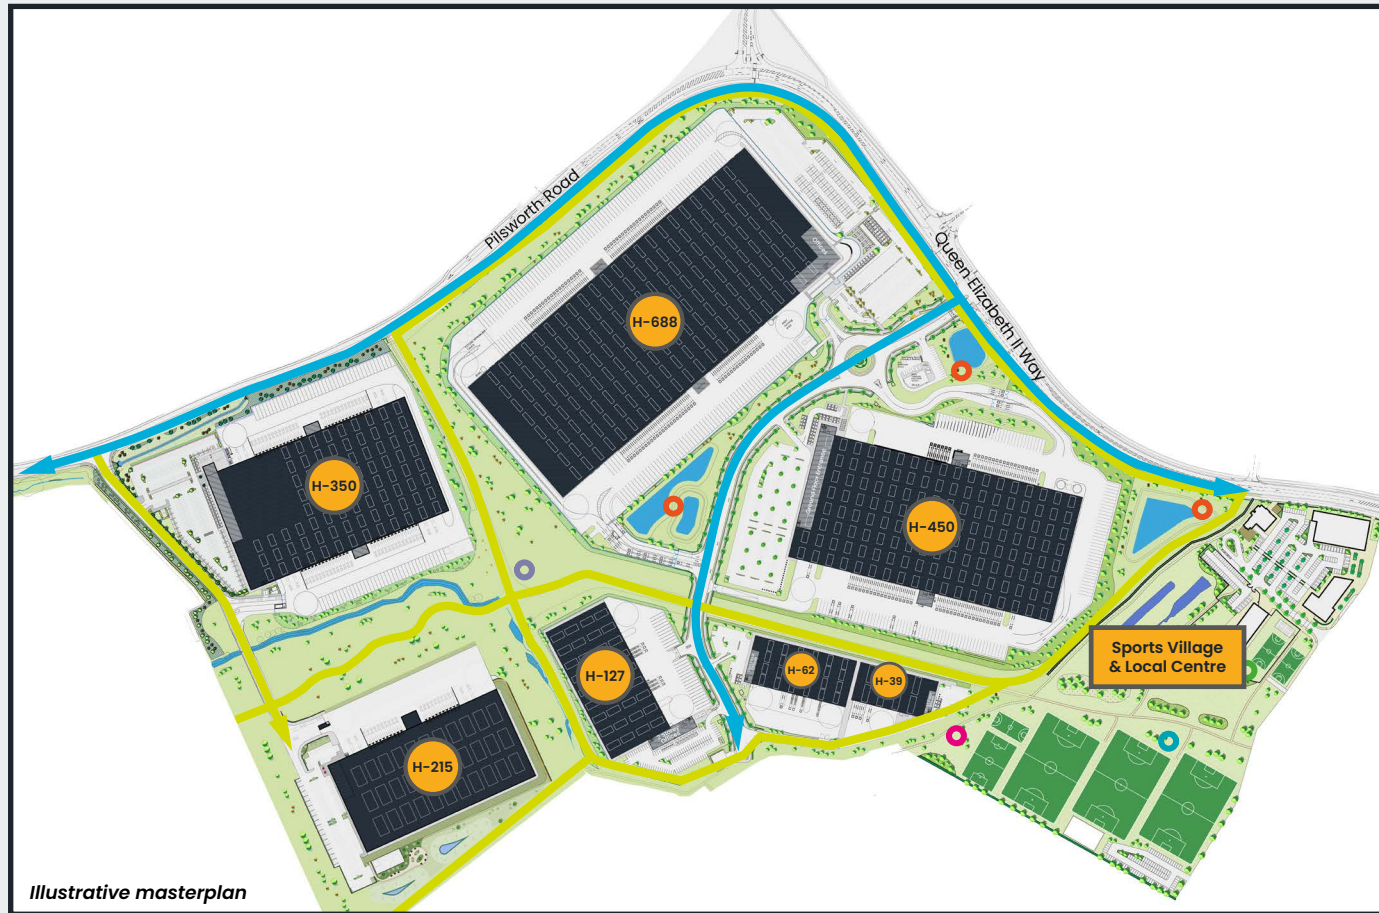 Pilsworth Road
Queen Elizabeth II Way
H-688
H-350
H-450
H-127
H-62
H-39
Sports Village
& Local Centre
H-215
Illustrative masterplan